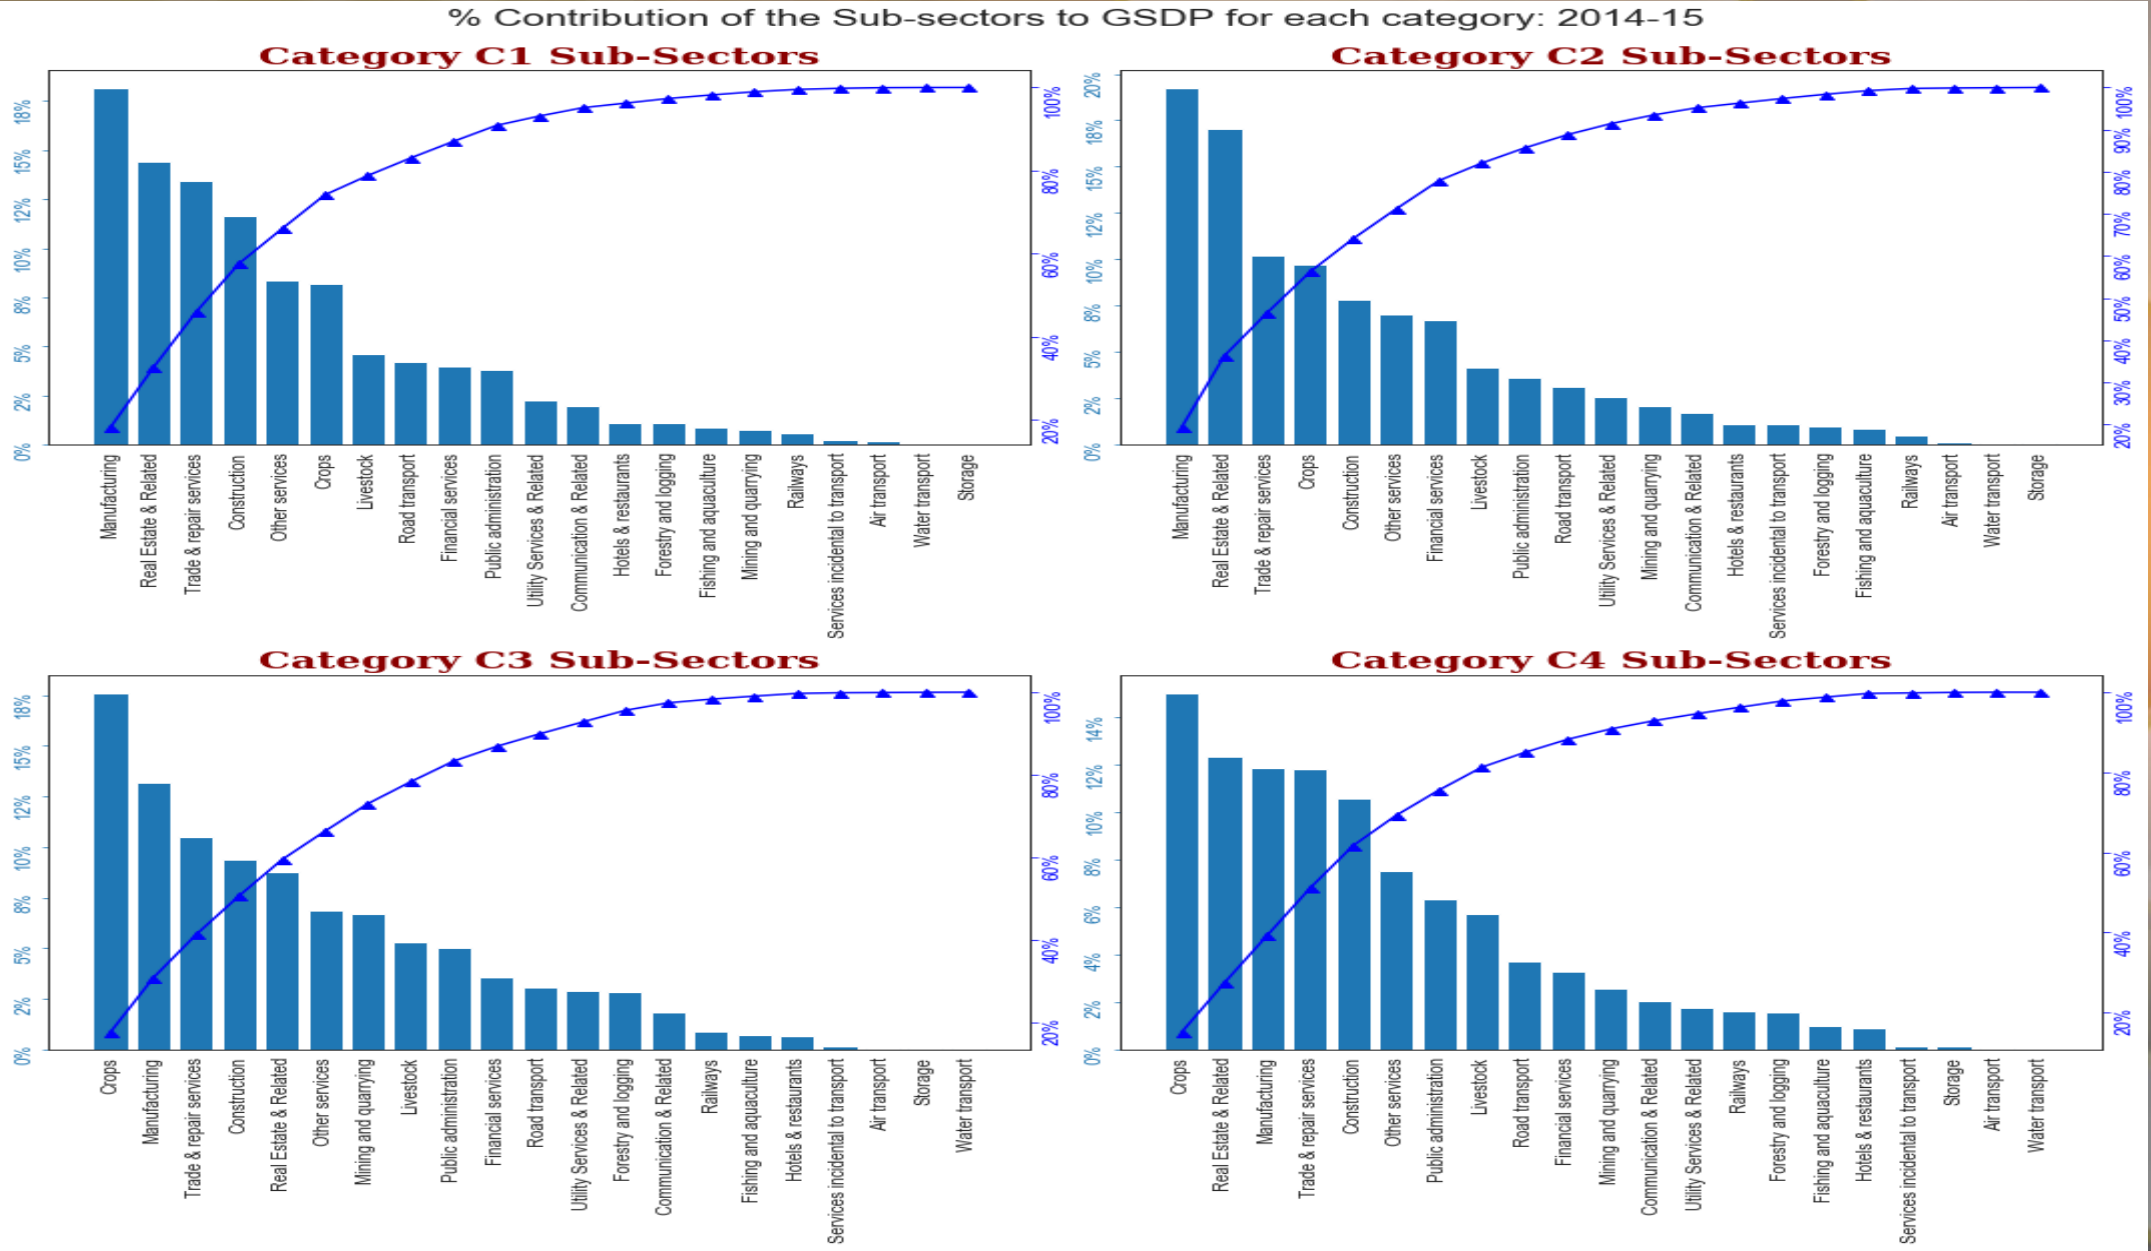 % Contribution of the Sub-sectors to GSDP for each category: 2014-15
Category C1 Sub-Sectors
18%
15%
12%
10%
8%
5%
2%
0%
100%
80%
60%
40%
20%
Manufacturing
Real Estate & Related
Trade & repair services
Construction
Other services
Crops
Livestock
Road transport
Financial services
Public administration
Utility Services & Related
Communication & Related
Hotels & restaurants
Forestry and logging
Fishing and aquaculture
Mining and quarrying
Railways
Services incidental to transport
Air transport
Water transport
Storage
Category C2 Sub-Sectors
20%
18%
15%
12%
10%
8%
5%
2%
0%
100%
90%
80%
70%
60%
50%
40%
30%
20%
Manufacturing
Real Estate & Related
Trade & repair services
Crops
Construction
Other services
Financial services
Livestock
Public administration
Road transport
Utility Services & Related
Mining and quarrying
Communication & Related
Hotels & restaurants
Services incidental to transport
Forestry and logging
Fishing and aquaculture
Railways
Air transport
Water transport
Storage
Category C3 Sub-Sectors
18%
15%
12%
10%
8%
5%
2%
0%
100%
80%
60%
40%
20%
Crops
Manufacturing
Trade & repair services
Construction
Real Estate & Related
Other services
Mining and quarrying
Livestock
Public administration
Financial services
Road transport
Utility Services & Related
Forestry and logging
Communication & Related
Railways
Fishing and aquaculture
Hotels & restaurants
Services incidental to transport
Air transport
Storage
Water transport
Category C4 Sub-Sectors
14%
12%
10%
8%
6%
4%
2%
0%
100%
80%
60%
40%
20%
Crops
Real Estate & Related
Manufacturing
Trade & repair services
Construction
Other services
Public administration
Livestock
Road transport
Financial services
Mining and quarrying
Communication & Related
Utility Services & Related
Railways
Forestry and logging
Fishing and aquaculture
Hotels & restaurants
Services incidental to transport
Storage
Air transport
Water transport